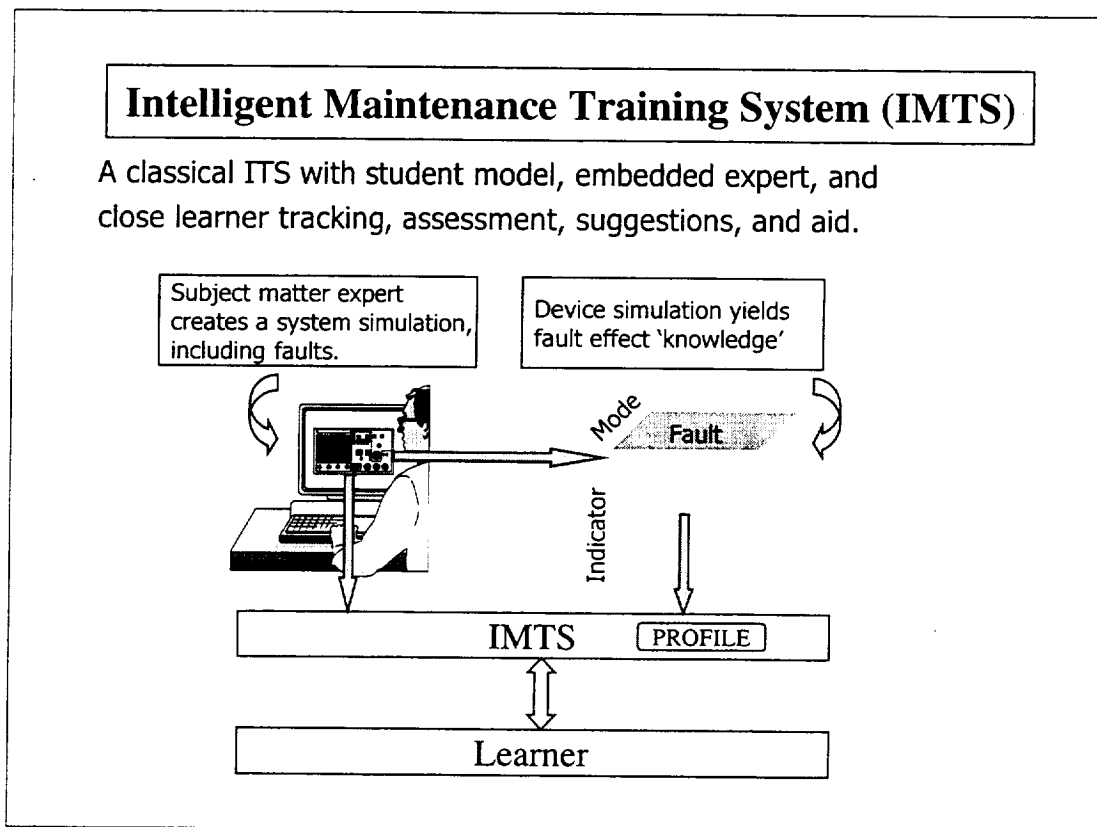 Intelligent Maintenance Training System (IMTS)
A classical ITS with student model, embedded expert, and
close learner tracking, assessment, suggestions, and aid.
Subject matter expert
creates a system simulation,
including faults.
Device simulation yields
fault effect ‘knowledge’
Mode
Fault
Indicator
IMTS
PROFILE
Learner